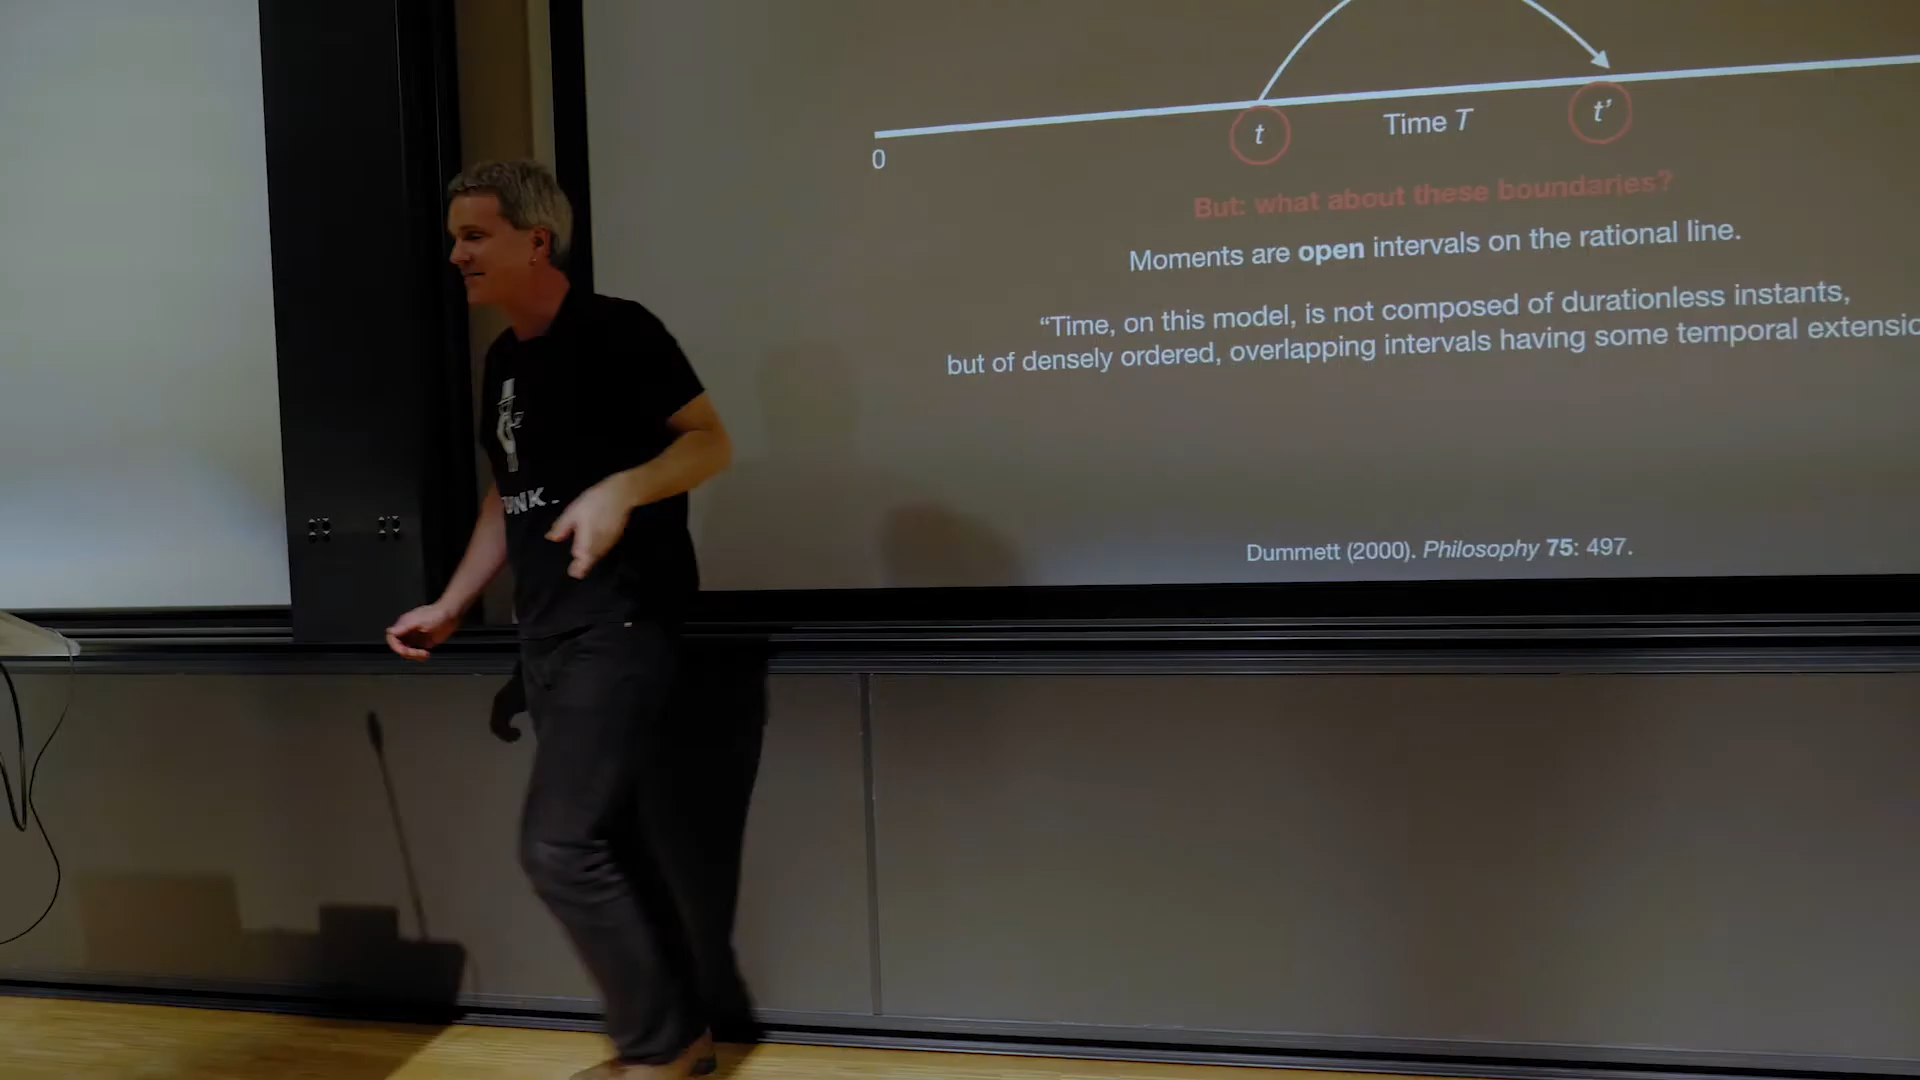 t
Time T
t’
0
But: what about these boundaries?
Moments are open intervals on the rational line.
“Time, on this model, is not composed of durationless instants,
but of densely ordered, overlapping intervals having some temporal
Dummett (2000). Philosophy 75: 497.